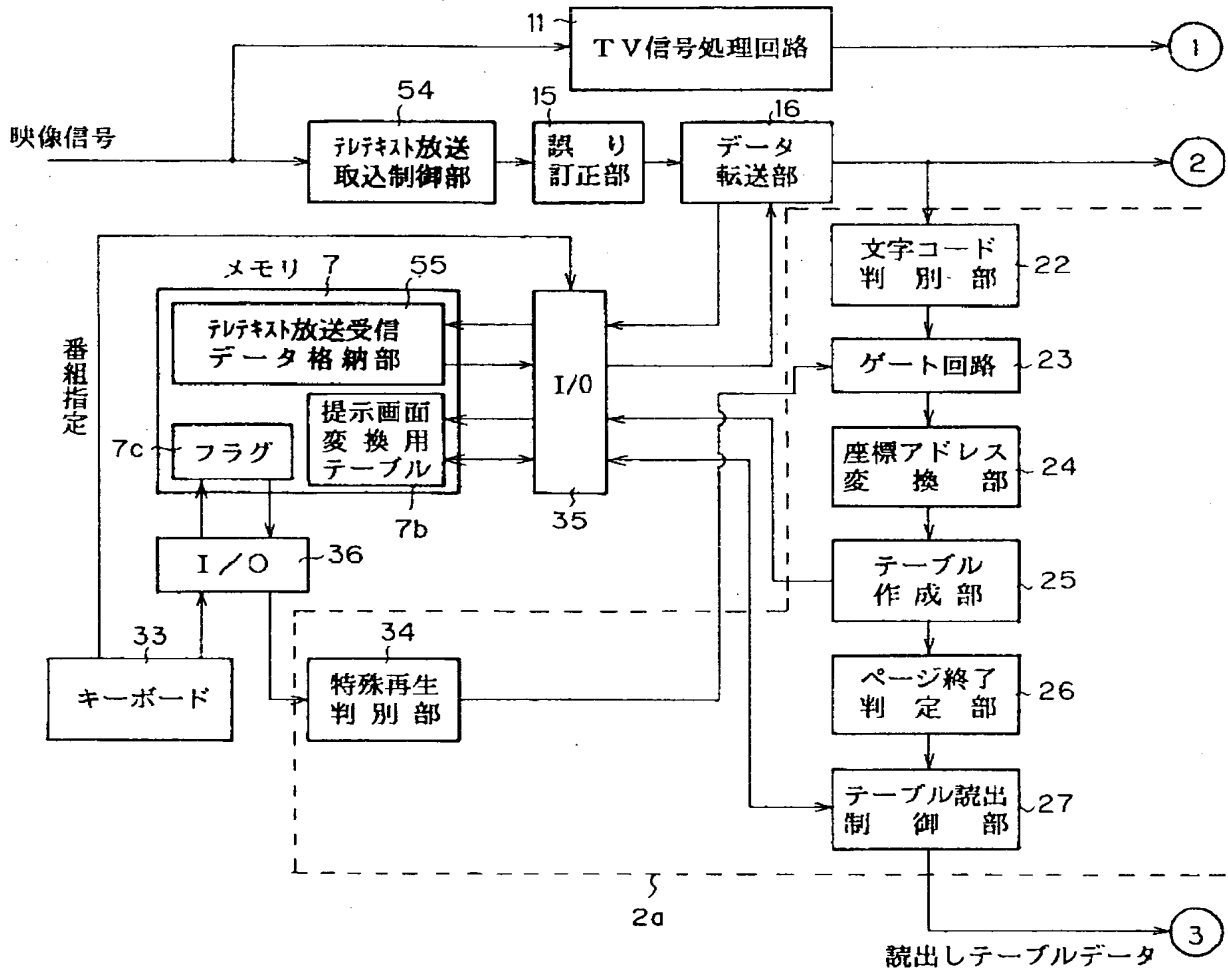 11
TV信号処理回路
1
映像信号
54
テレテキスト放送
取込制御部
15
誤り
訂正部
16
データ
転送部
2
文字コード
判別部
22
メモリ
7
55
テレテキスト放送受信
データ格納部
I/O
35
ゲート回路
23
番組指定
7c
フラグ
提示画面
変換用
テーブル
7b
座標アドレス
変換部
24
I/O
36
テーブル
作成部
25
33
キーボード
34
特殊再生
判別部
ページ終了
判定部
26
テーブル読出
制御部
27
2a
3
読出しテーブルデータ